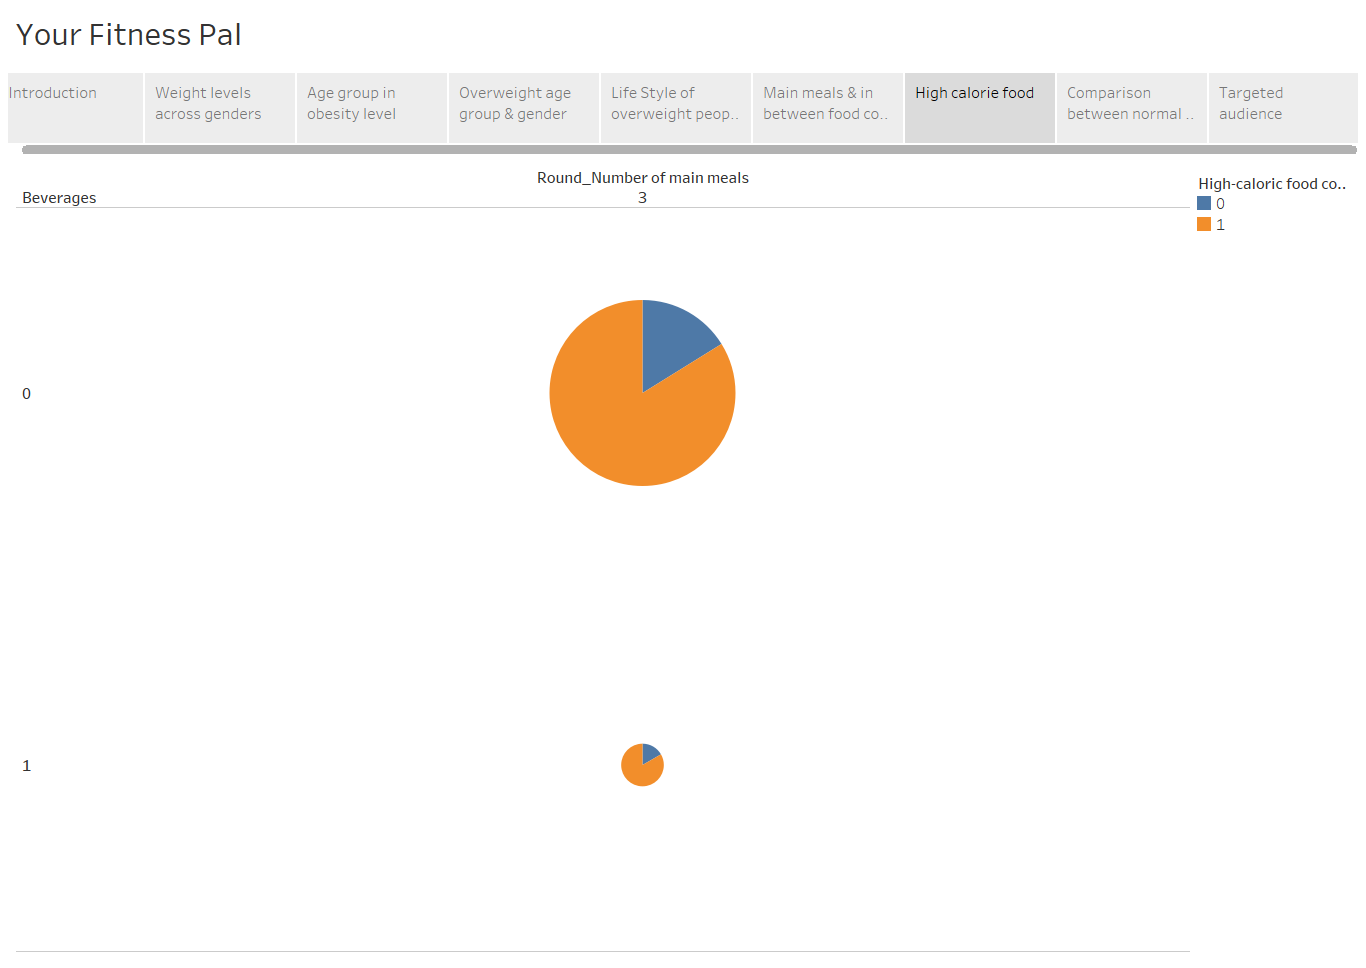 Your Fitness Pal
Introduction
Weight levels
across genders
Age group in
obesity level
Overweight age
group & gender
Life Style of
overweight peop..
Main meals & in
between food co..
High calorie food
Comparison
between normal ..
Targeted
audience
Round_Number of main meals
Beverages
3
High-caloric food co..
0
1
0
1